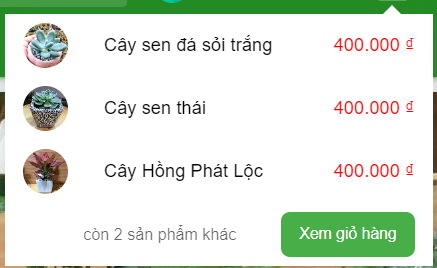 Cây sen đá sỏi trắng 400.000 ₫
Cây sen thái 400.000 ₫
Cây Hồng Phát Lộc 400.000 ₫
còn 2 sản phẩm khác Xem giỏ hàng